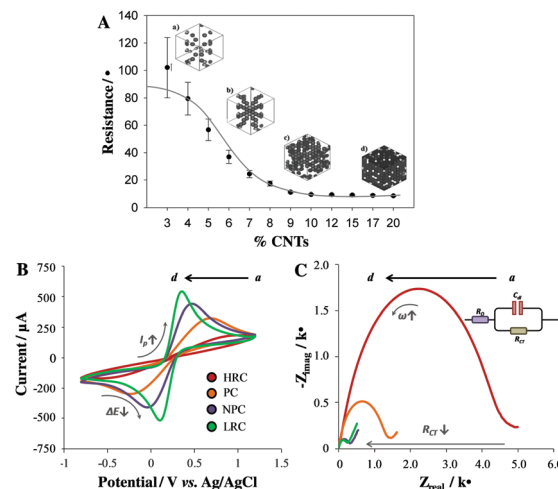 A
Resistance / •
140
120
100
80
60
40
20
0
a)
b)
c)
d)
3 4 5 6 7 8 9 10 12 15 17 20
% CNTs
B
d a
Current / µA
750
500
250
0
-250
-500
-750
Ip↑
ΔE↓
HRC
PC
NPC
LRC
-1 -0.5 0 0.5 1 1.5
Potential / V vs. Ag/AgCl
C
d a
-Zimag / k•
2.0
1.5
1.0
0.5
0
ω↑
RΩ
Cdl
RCT
RCT↓
0.0 1.0 2.0 3.0 4.0 5.0 6.0
Zreal / k•